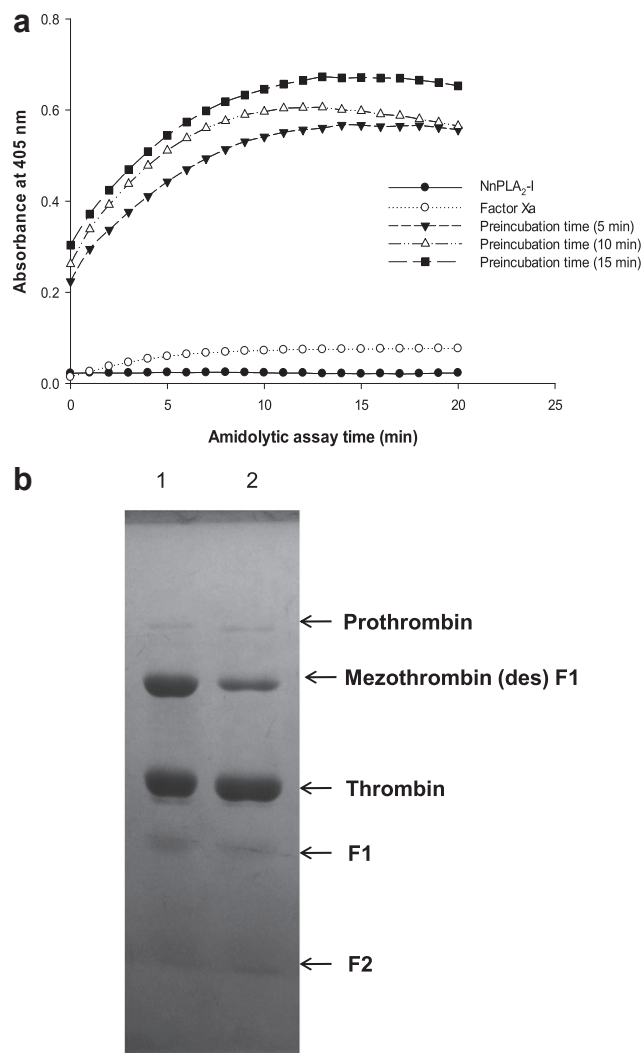 a
0.8
0.6
0.4
0.2
0.0
Absorbance at 405 nm
NnPLA2-I
Factor Xa
Preincubation time (5 min)
Preincubation time (10 min)
Preincubation time (15 min)
0 5 10 15 20 25
Amidolytic assay time (min)
b
1 2
Prothrombin
Mezothrombin (des) F1
Thrombin
F1
F2